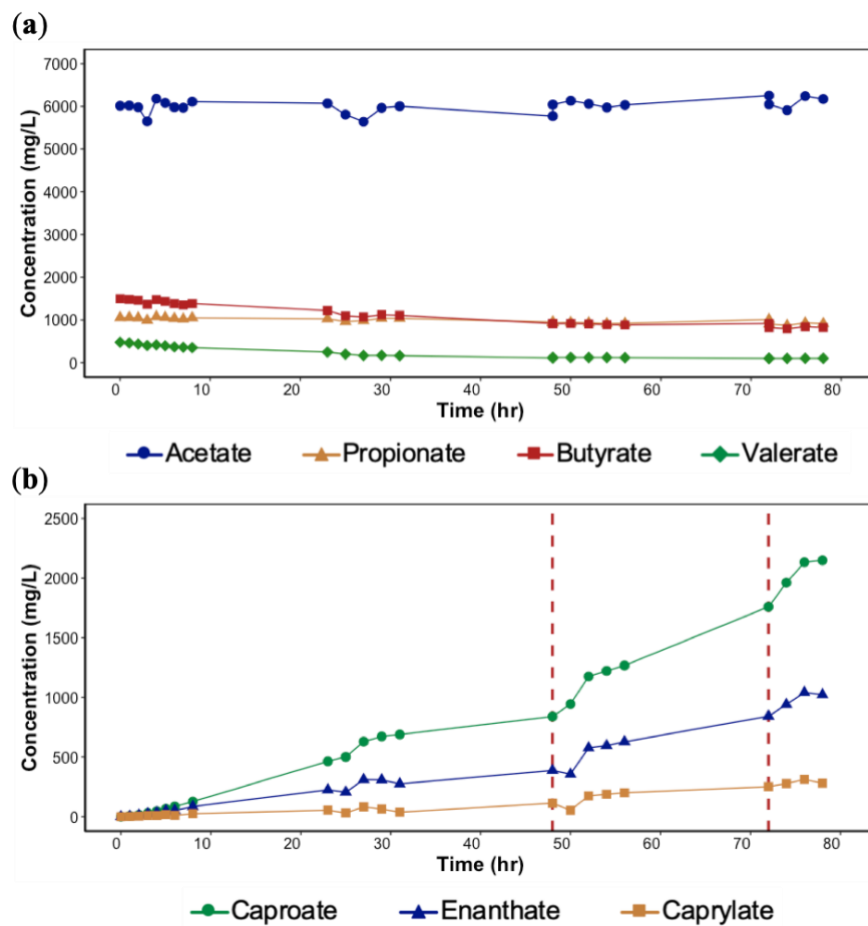 (a)
7000
6000
5000
4000
3000
2000
1000
0
Concentration (mg/L)
0 10 20 30 40 50 60 70 80
Time (hr)
Acetate Propionate Butyrate Valerate
(b)
2500
2000
1500
1000
500
0
Concentration (mg/L)
0 10 20 30 40 50 60 70 80
Time (hr)
Caproate Enanthate Caprylate